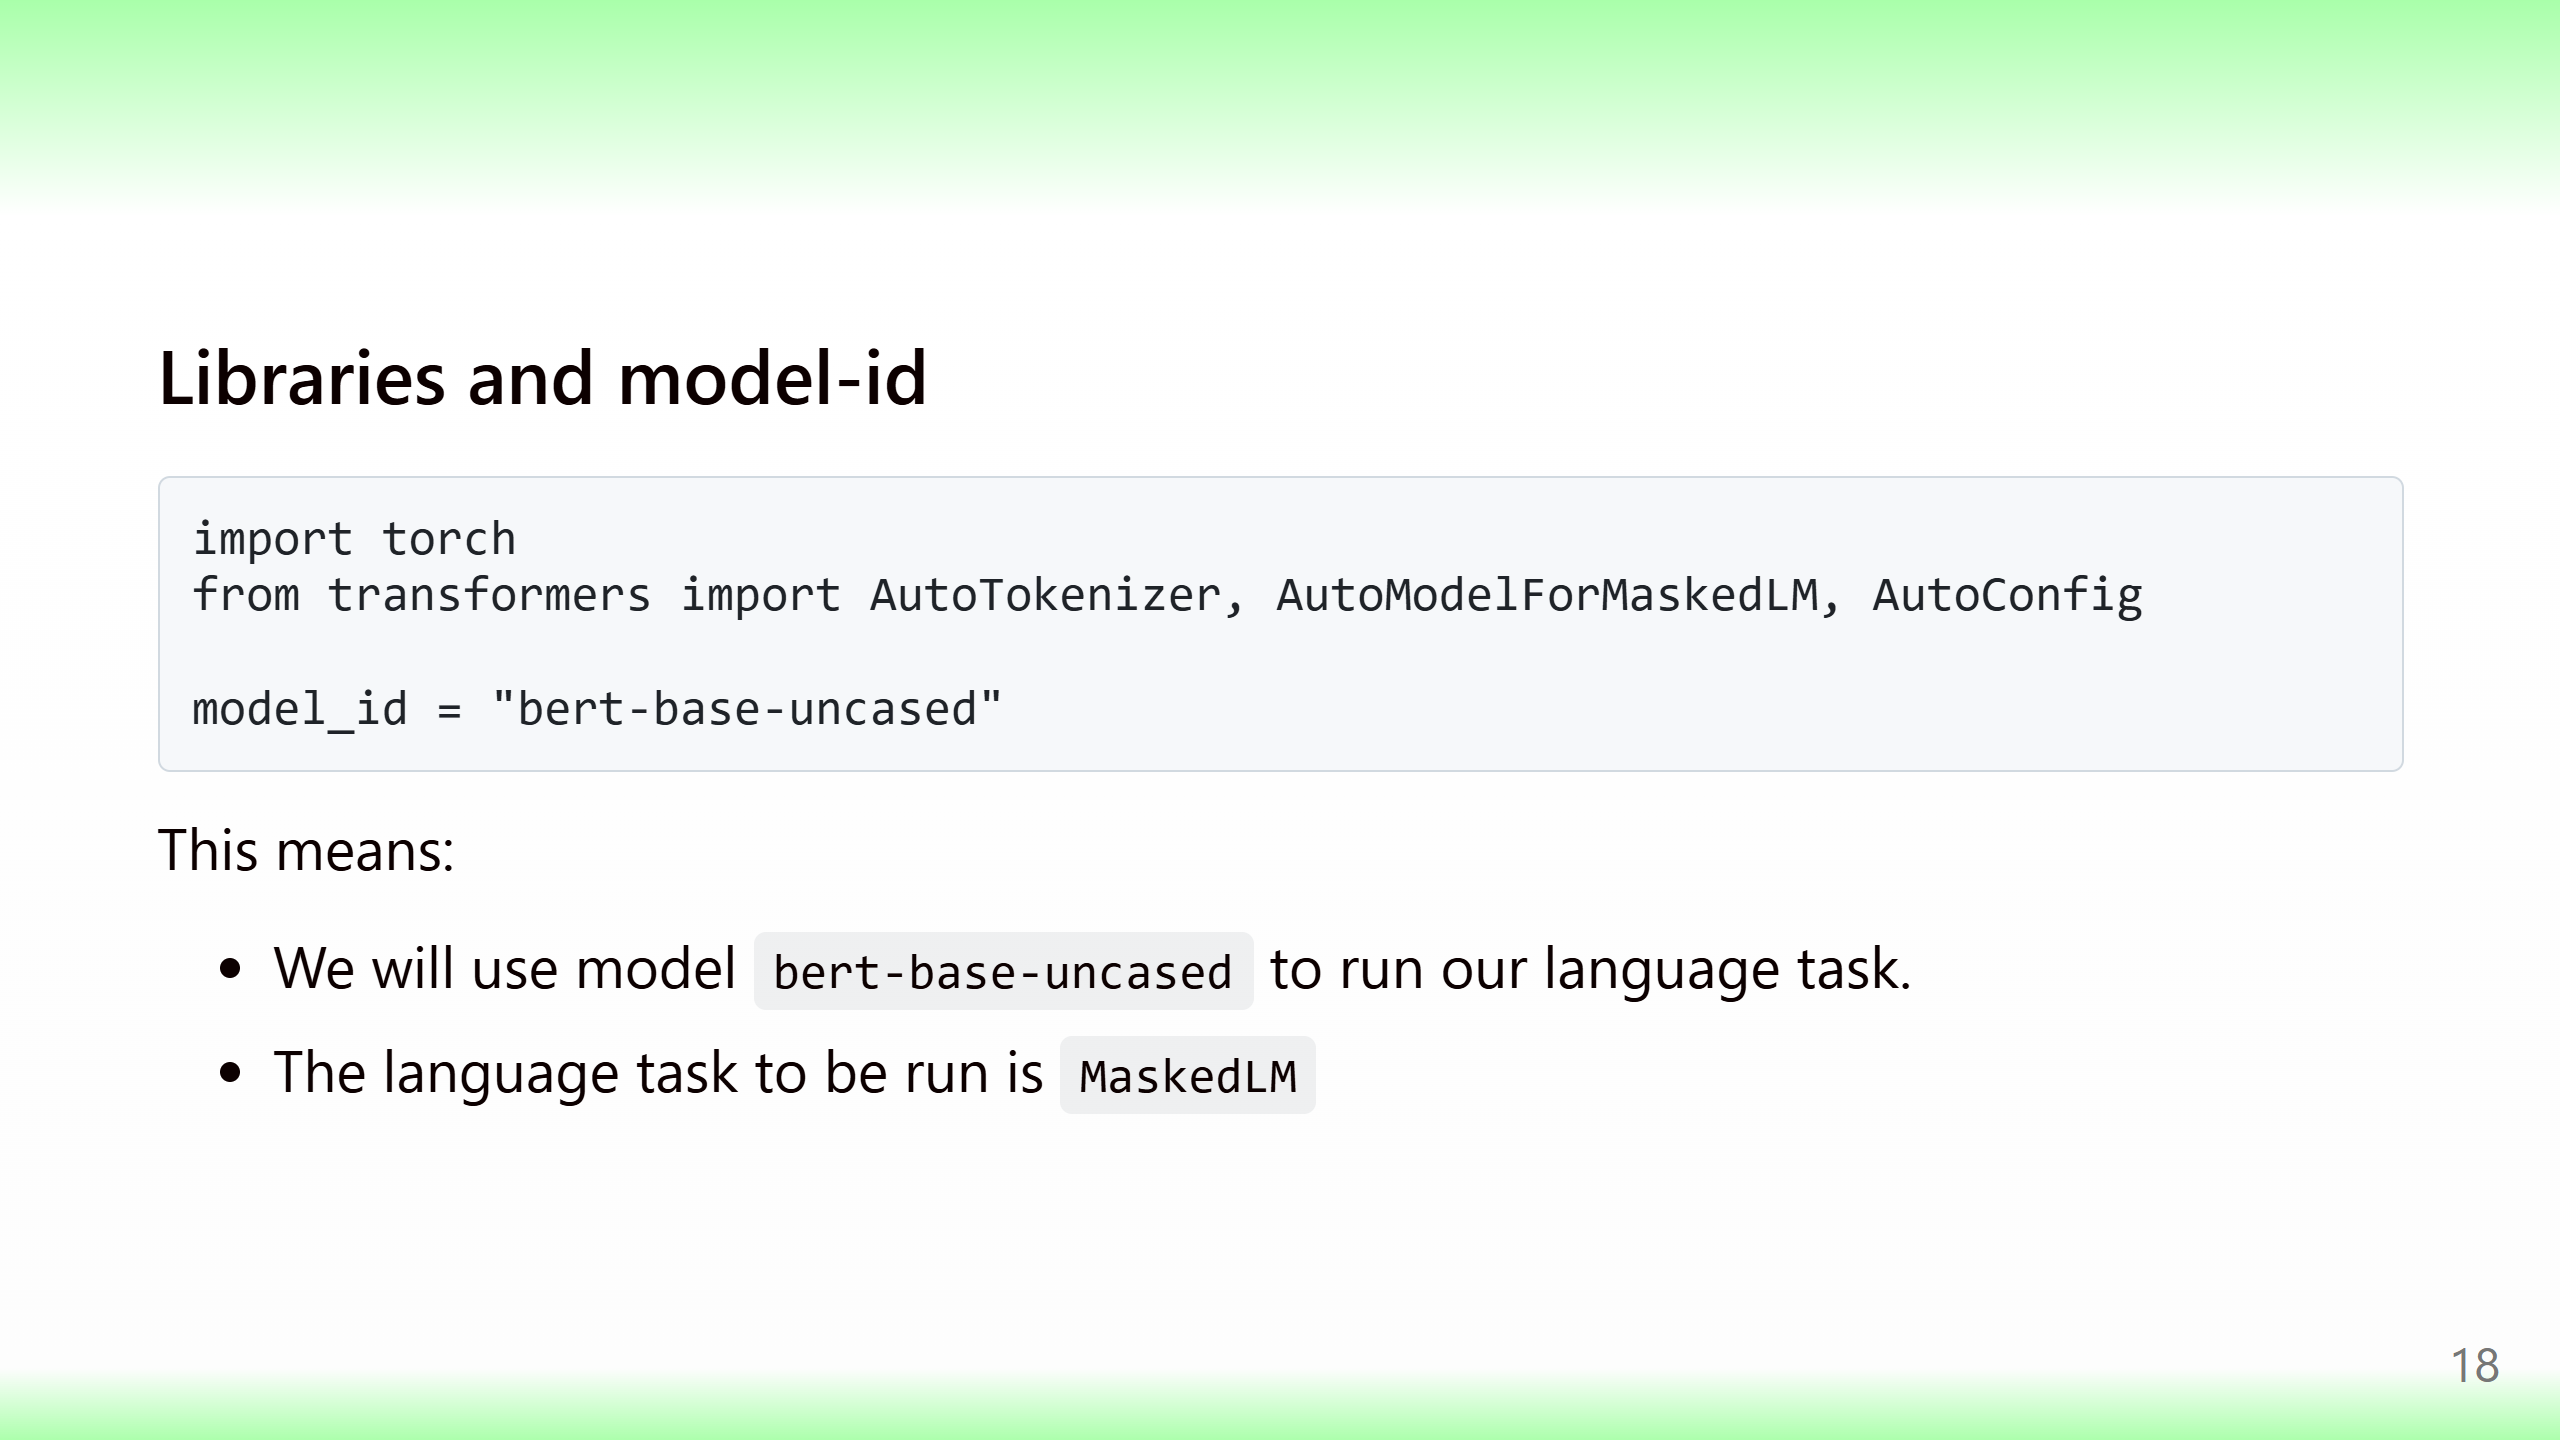 Libraries and model-id
import torch
from transformers import AutoTokenizer, AutoModelForMaskedLM, AutoConfig
model_id = "bert-base-uncased"
This means:
• We will use model bert-base-uncased to run our language task.
• The language task to be run is MaskedLM
18